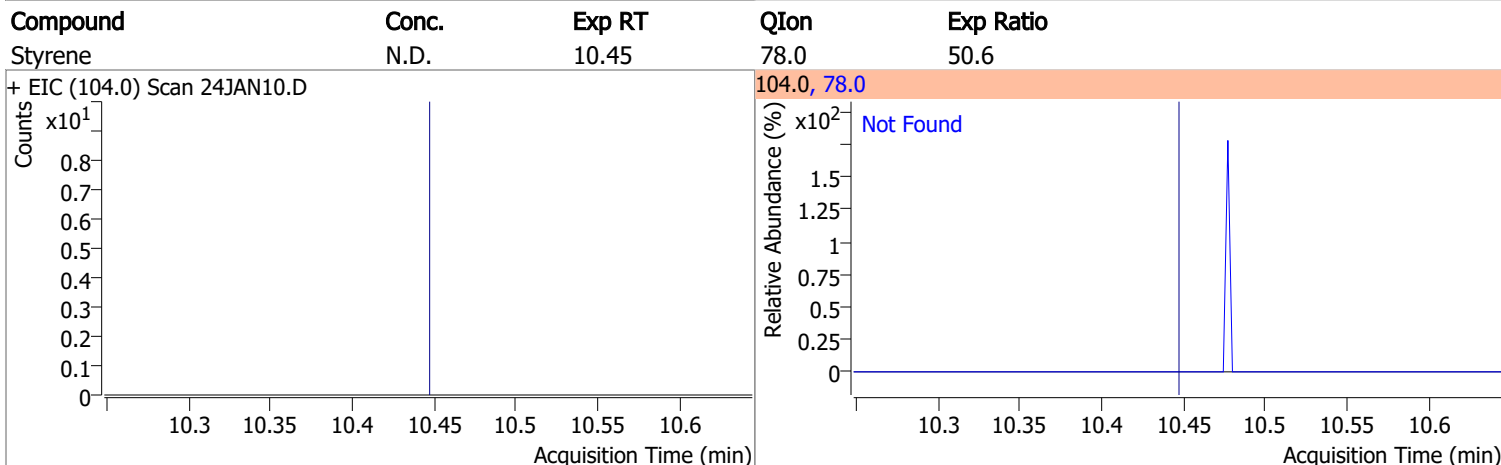 Compound Conc. Exp RT QIon Exp Ratio
Styrene N.D. 10.45 78.0 50.6
+ EIC (104.0) Scan 24JAN10.D
Counts
x10¹
0.8
0.7
0.6
0.5
0.4
0.3
0.2
0.1
0
10.3 10.35 10.4 10.45 10.5 10.55 10.6
Acquisition Time (min)
104.0, 78.0
Relative Abundance (%)
x10²
Not Found
1.5
1.25
1
0.75
0.5
0.25
0
10.3 10.35 10.4 10.45 10.5 10.55 10.6
Acquisition Time (min)